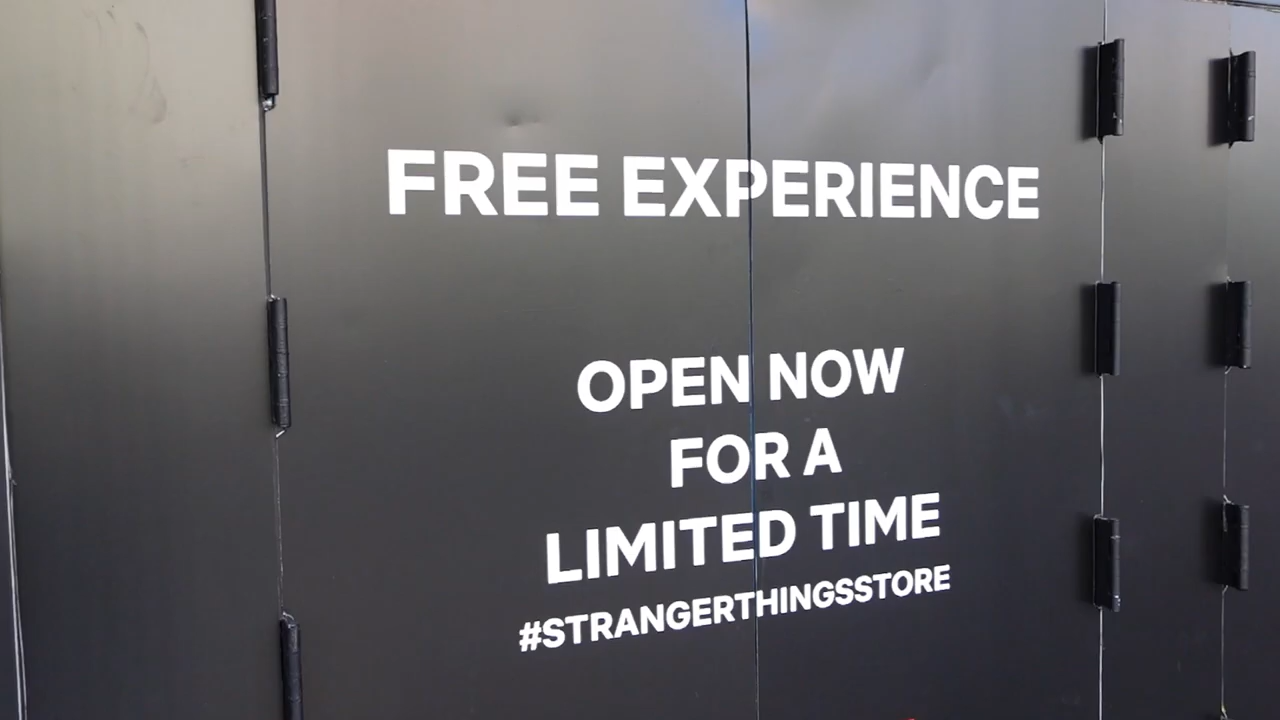 FREE EXPERIENCE
OPEN NOW
FOR A
LIMITED TIME
#STRANGERTHINGSSTORE